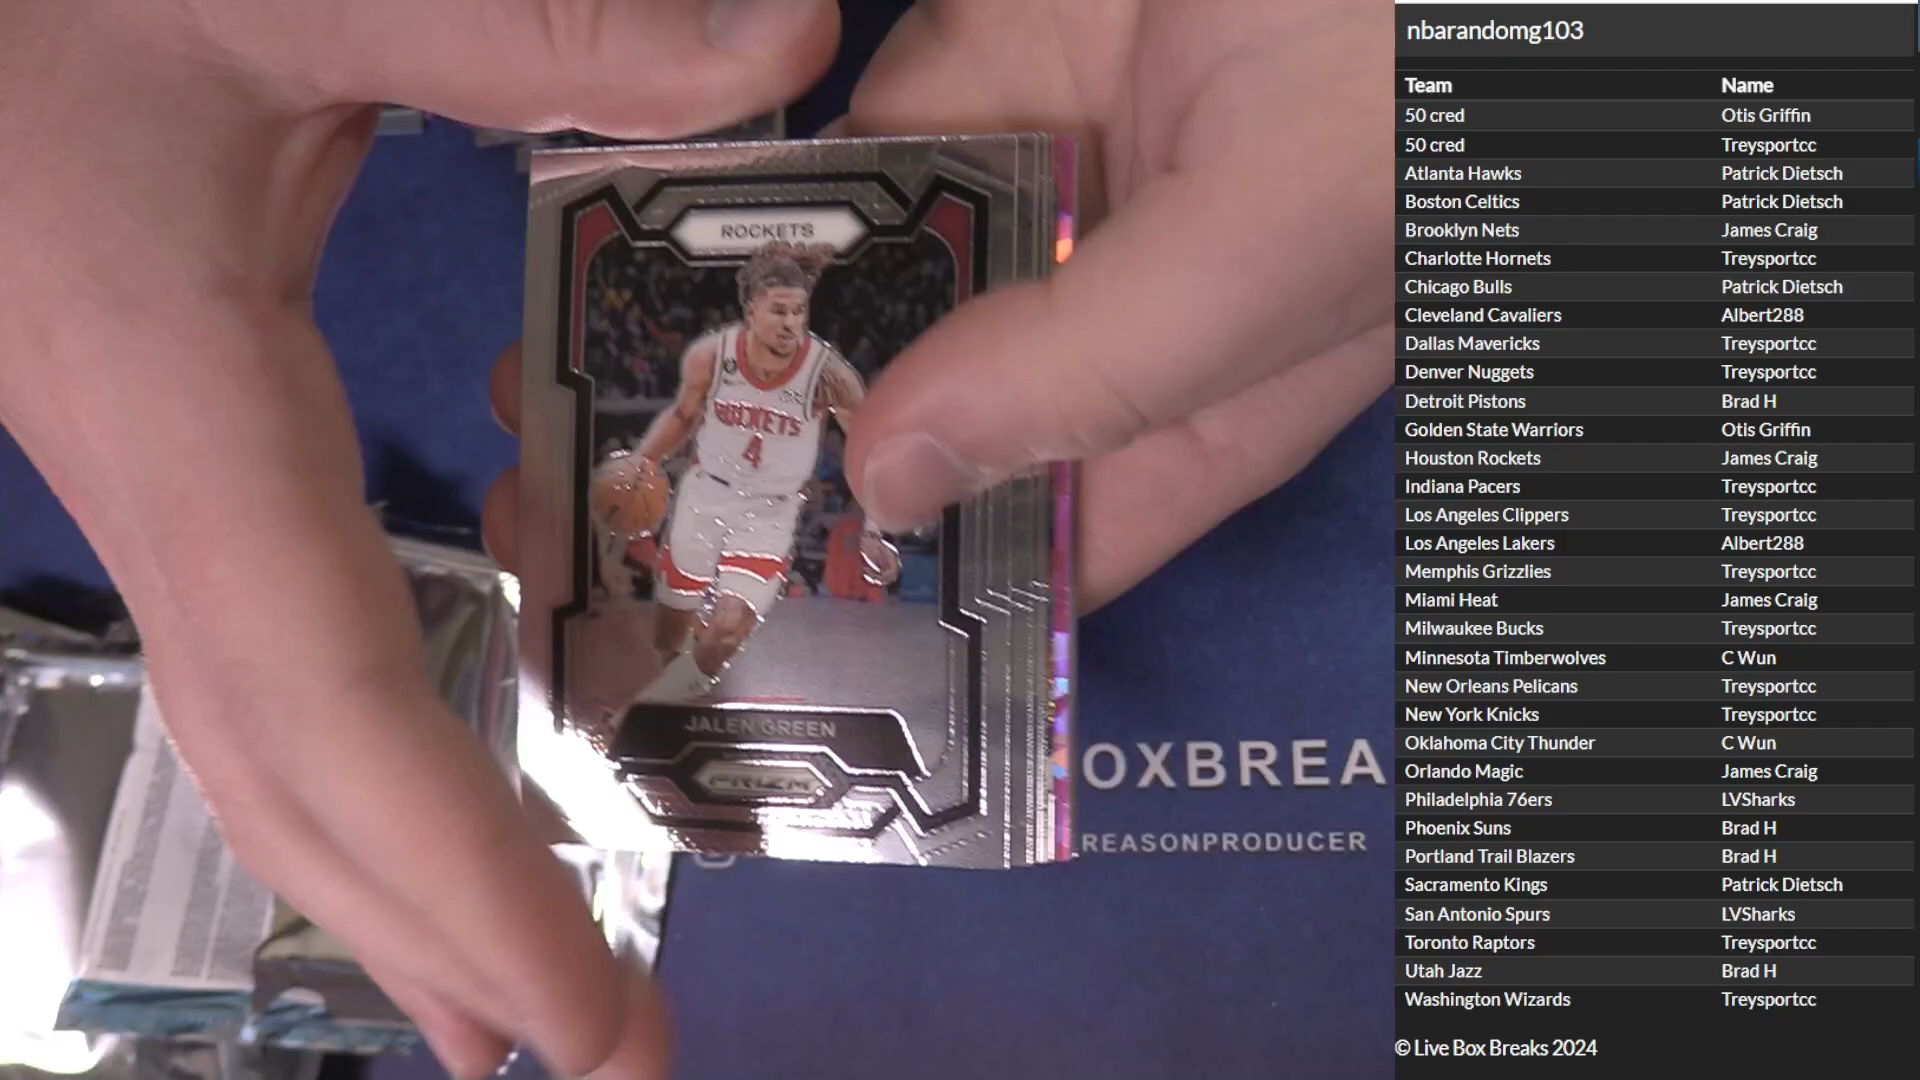 nbarandomg103
Team Name
50 cred Otis Griffin
50 cred Treysportcc
Atlanta Hawks Patrick Dietsch
Boston Celtics Patrick Dietsch
Brooklyn Nets James Craig
Charlotte Hornets Treysportcc
Chicago Bulls Patrick Dietsch
Cleveland Cavaliers Albert288
Dallas Mavericks Treysportcc
Denver Nuggets Treysportcc
Detroit Pistons Brad H
Golden State Warriors Otis Griffin
Houston Rockets James Craig
Indiana Pacers Treysportcc
Los Angeles Clippers Treysportcc
Los Angeles Lakers Albert288
Memphis Grizzlies Treysportcc
Miami Heat James Craig
Milwaukee Bucks Treysportcc
Minnesota Timberwolves C Wun
New Orleans Pelicans Treysportcc
New York Knicks Treysportcc
Oklahoma City Thunder C Wun
Orlando Magic James Craig
Philadelphia 76ers LVSharks
Phoenix Suns Brad H
Portland Trail Blazers Brad H
Sacramento Kings Patrick Dietsch
San Antonio Spurs LVSharks
Toronto Raptors Treysportcc
Utah Jazz Brad H
Washington Wizards Treysportcc
© Live Box Breaks 2024
ROCKETS
ROCKETS
4
JALEN GREEN
PRIZM
OXBREA
REASONPRODUCER